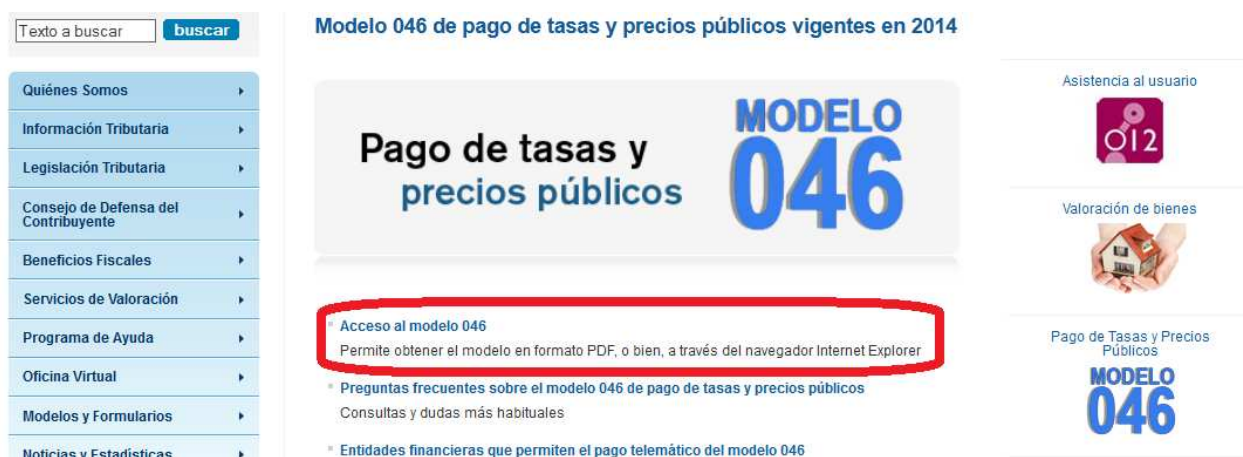 Texto a buscar
buscar
Quiénes Somos
Información Tributaria
Legislación Tributaria
Consejo de Defensa del
Contribuyente
Beneficios Fiscales
Servicios de Valoración
Programa de Ayuda
Oficina Virtual
Modelos y Formularios
Noticias y Estadísticas
Modelo 046 de pago de tasas y precios públicos vigentes en 2014
Pago de tasas y
precios públicos
MODELO
046
Acceso al modelo 046
Permite obtener el modelo en formato PDF, o bien, a través del navegador Internet Explorer
Preguntas frecuentes sobre el modelo 046 de pago de tasas y precios públicos
Consultas y dudas más habituales
Entidades financieras que permiten el pago telemático del modelo 046
Asistencia al usuario
012
Valoración de bienes
Pago de Tasas y Precios
Públicos
MODELO
046